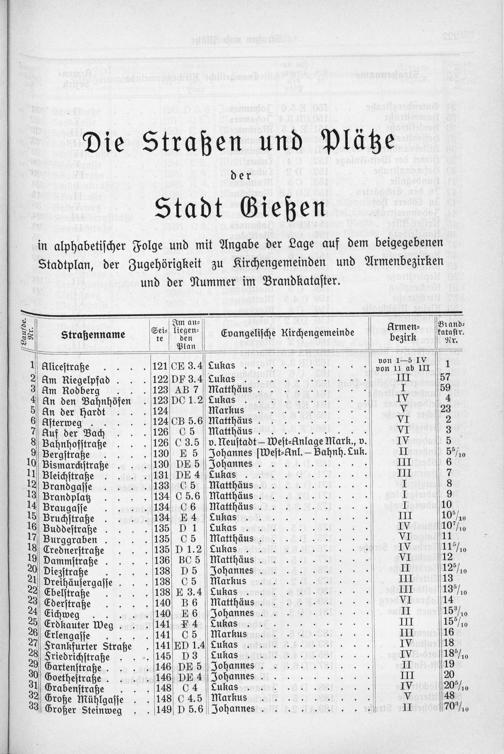 Die Straßen und Plätze
der
Stadt Gießen
in alphabetischer Folge und mit Angabe der Lage auf dem beigegebenen
Stadtplan, der Zugehörigkeit zu Kirchengemeinden und Armenbezirken
und der Nummer im Brandkataster.
Laufde. Nr. Straßenname Seite Im anliegenden Plan Evangelische Kirchengemeinde Armenbezirk Brandkatastr. Nr.
1 Alicestraße 121 CE 3.4 Lukas von 1—5 IV von 11 ab III 1
2 Am Riegelpfad 122 DF 3.4 Lukas III 57
3 Am Rodberg 123 AB 7 Matthäus I 59
4 An den Bahnhöfen 123 DC 1.2 Lukas IV 4
5 An der Hardt 124 Markus V 23
6 Asterweg 124 CB 5.6 Matthäus VI 2
7 Auf der Bach 126 C 5 Matthäus VI 3
8 Bahnhofstraße 126 C 3.5 v. Neustadt—West-Anlage Mark., v. IV 5
9 Bergstraße 130 E 5 Johannes [West-Anl.—Bahnh. Luk. II 5⁵/₁₀
10 Bismarckstraße 130 DE 5 Johannes III 6
11 Bleichstraße 131 DE 4 Lukas III 7
12 Brandgasse 133 C 5 Matthäus I 8
13 Brandplatz 134 C 5.6 Matthäus I 9
14 Braugasse 134 C 6 Matthäus I 10
15 Bruchstraße 134 E 4 Lukas III 10⁵/₁₀
16 Buddestraße 135 D 1 Lukas IV 10⁷/₁₀
17 Burggraben 135 C 5 Matthäus VI 11
18 Crednerstraße 135 D 1.2 Lukas IV 11⁵/₁₀
19 Dammstraße 136 BC 5 Matthäus VI 12
20 Diezstraße 138 D 5 Johannes II 12⁵/₁₀
21 Dreihäusergasse 138 C 5 Markus III 13
22 Ebelstraße 138 E 3.4 Lukas III 13⁵/₁₀
23 Ederstraße 140 B 6 Matthäus VI 14
24 Eichweg 140 E 6 Johannes II 15³/₁₀
25 Erdkauter Weg 141 F 4 Lukas III 15⁵/₁₀
26 Erlengasse 141 C 5 Markus III 16
27 Frankfurter Straße 141 ED 1.4 Lukas IV 18
28 Friedrichstraße 145 D 3 Lukas IV 18⁵/₁₀
29 Gartenstraße 146 DE 5 Johannes II 19
30 Goethestraße 146 DE 4 Johannes III 20
31 Grabenstraße 148 C 4 Lukas IV 20⁵/₁₀
32 Große Mühlgasse 148 C 4.5 Markus V 48
33 Großer Steinweg 149 D 5.6 Johannes II 70³/₁₀